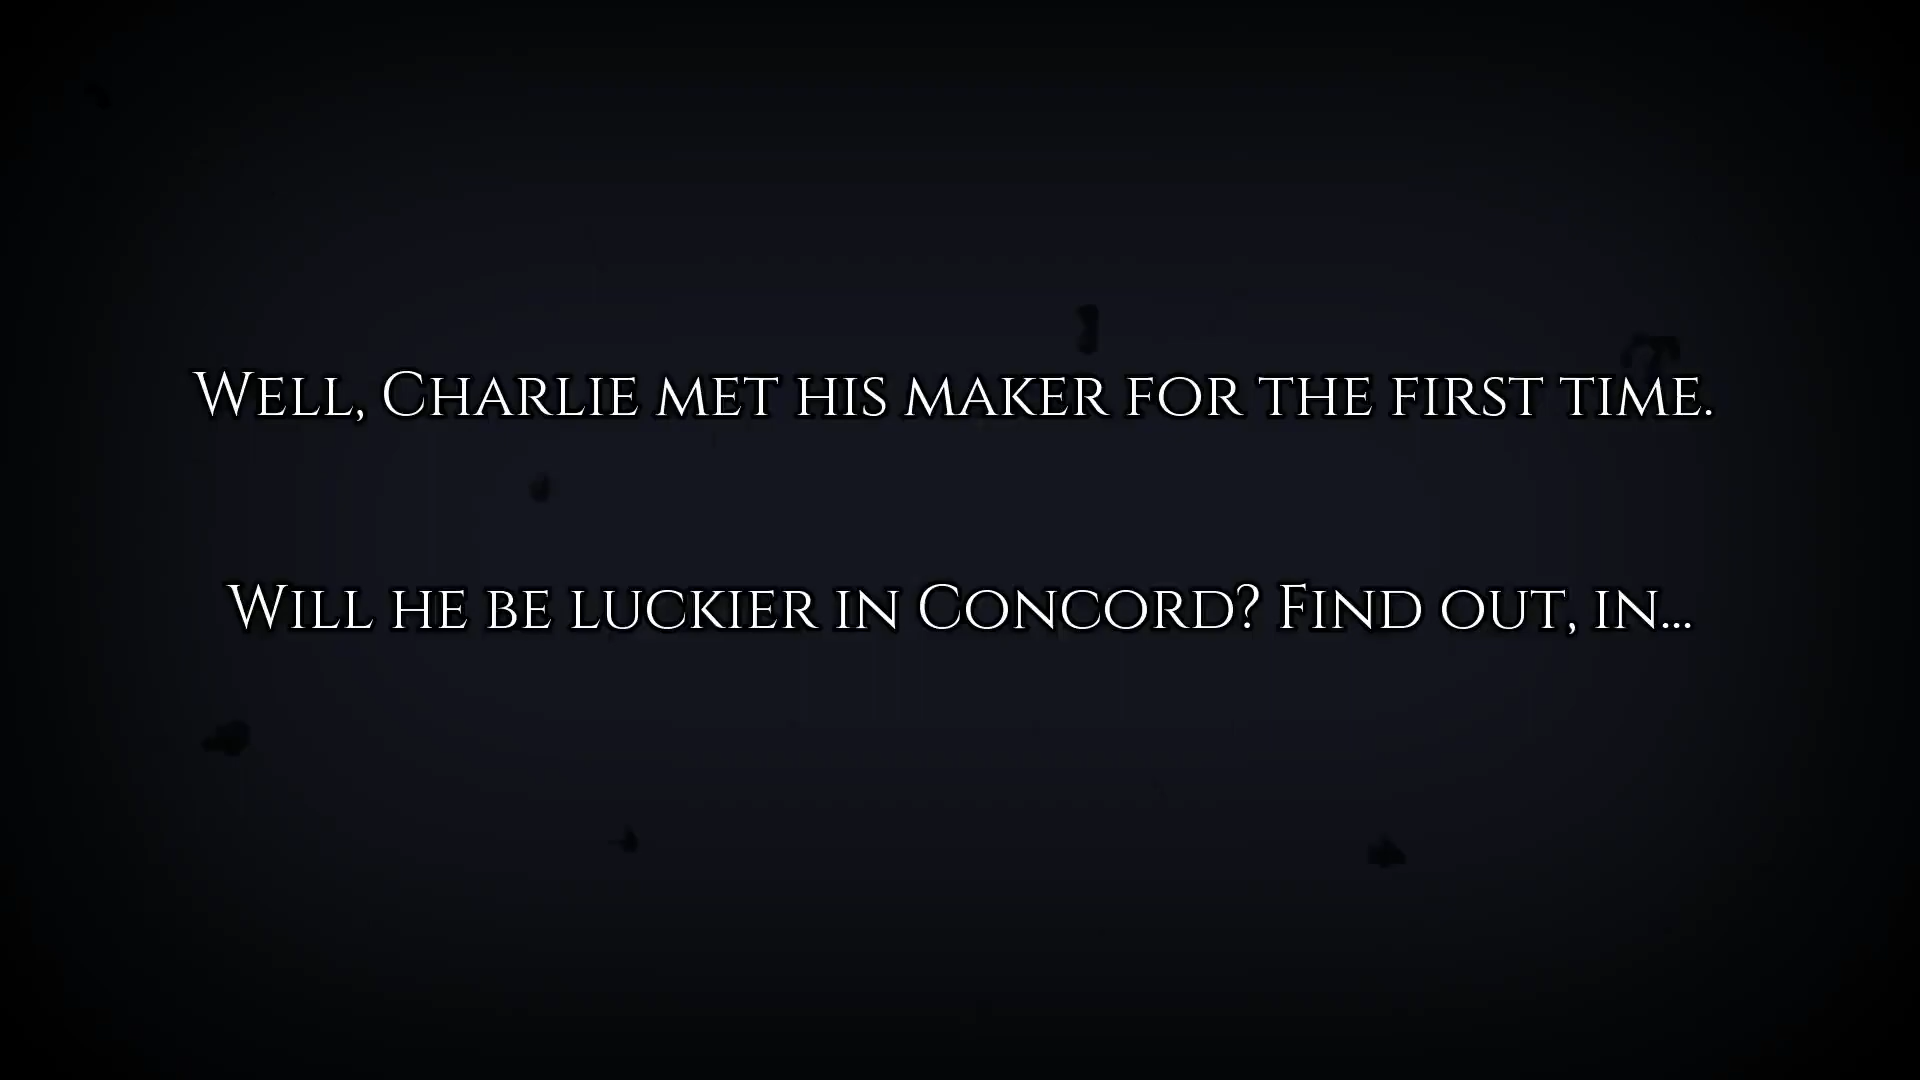 Well, Charlie met his maker for the first time.
Will he be luckier in Concord? Find out, in...